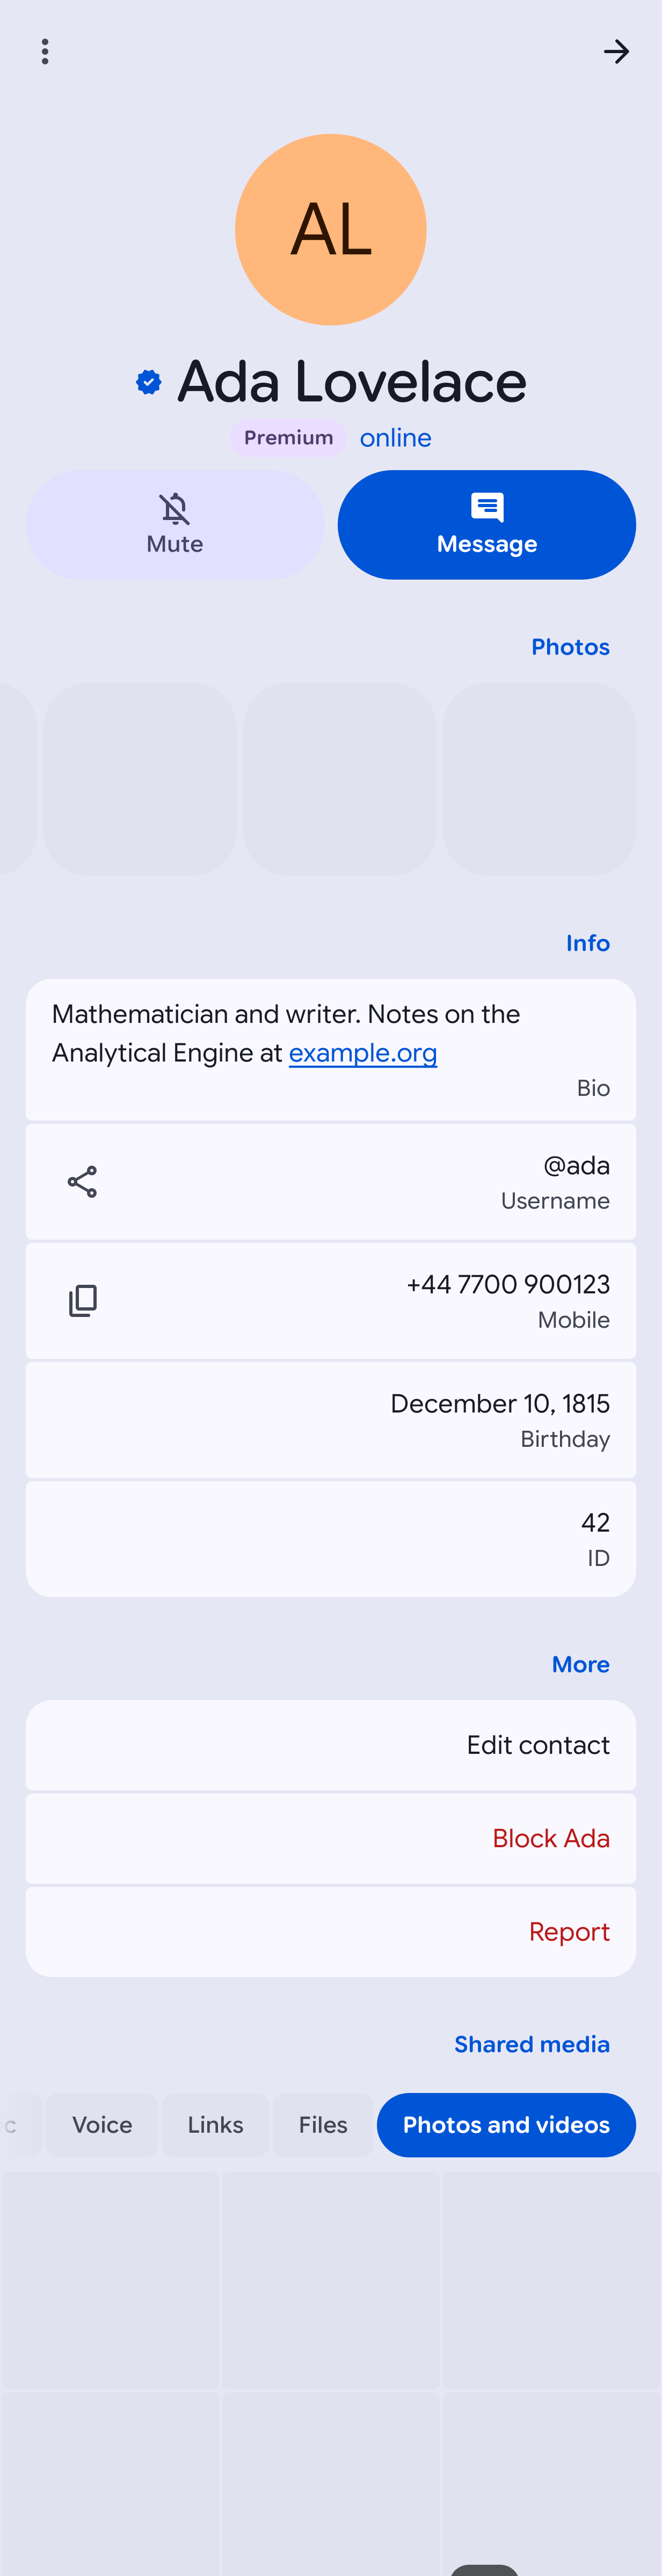 AL
Ada Lovelace
Premium online
Mute
Message
Photos
Info
Mathematician and writer. Notes on the
Analytical Engine at example.org
Bio
@ada
Username
+44 7700 900123
Mobile
December 10, 1815
Birthday
42
ID
More
Edit contact
Block Ada
Report
Shared media
Photos and videos
Files
Links
Voice